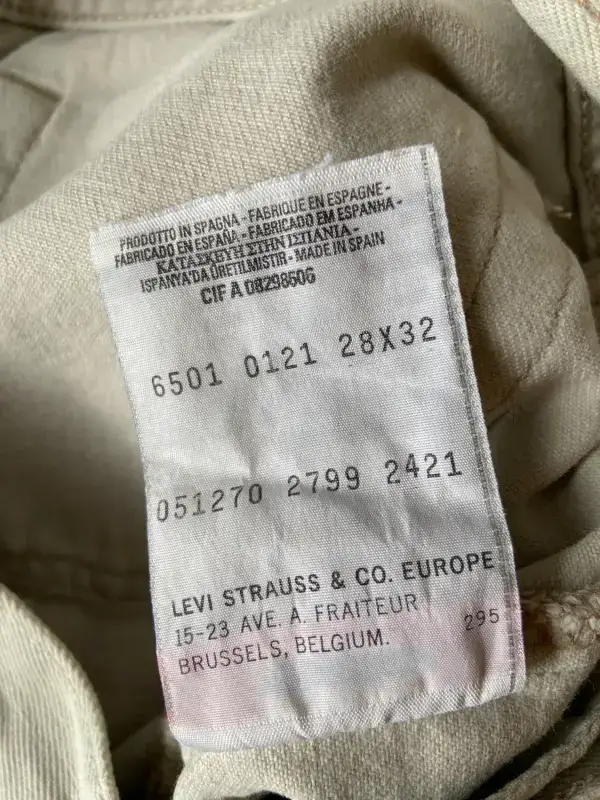 PRODOTTO IN SPAGNA - FABRIQUE EN ESPAGNE -
FABRICADO EN ESPAÑA - FABRICADO EM ESPANHA -
ΚΑΤΑΣΚΕΥΗ ΣΤΗΝ ΙΣΠΑΝΙΑ -
ISPANYA'DA ÜRETILMISTIR - MADE IN SPAIN
CIF A 08298506
6501 0121 28X32
051270 2799 2421
LEVI STRAUSS & CO. EUROPE
15-23 AVE. A. FRAITEUR
BRUSSELS, BELGIUM. 295